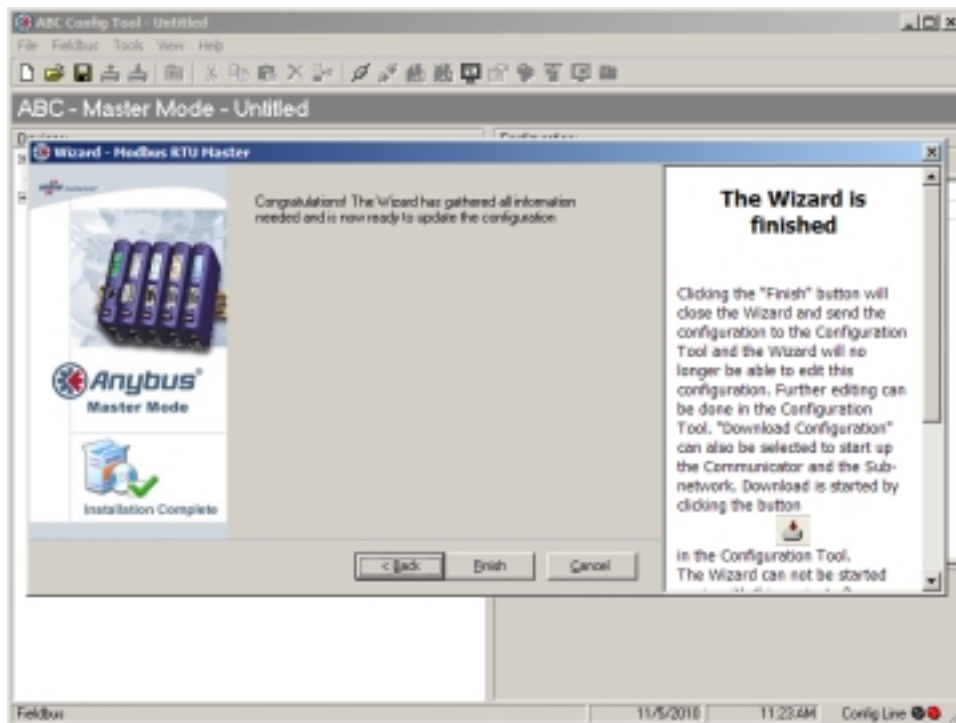 ABC Config Tool - Untitled
File Fieldbus Tools View Help
ABC - Master Mode - Untitled
Wizard - Modbus RTU Master
Congratulations! The Wizard has gathered all information
needed and is now ready to update the configuration
Anybus®
Master Mode
Installation Complete
< Back Finish Cancel
The Wizard is
finished
Clicking the "Finish" button will
close the Wizard and send the
configuration to the Configuration
Tool and the Wizard will no
longer be able to edit this
configuration. Further editing can
be done in the Configuration
Tool. "Download Configuration"
can also be selected to start up
the Communicator and the Sub-
network. Download is started by
clicking the button
in the Configuration Tool.
The Wizard can not be started
Fieldbus 11/5/2010 11:23 AM Config Line